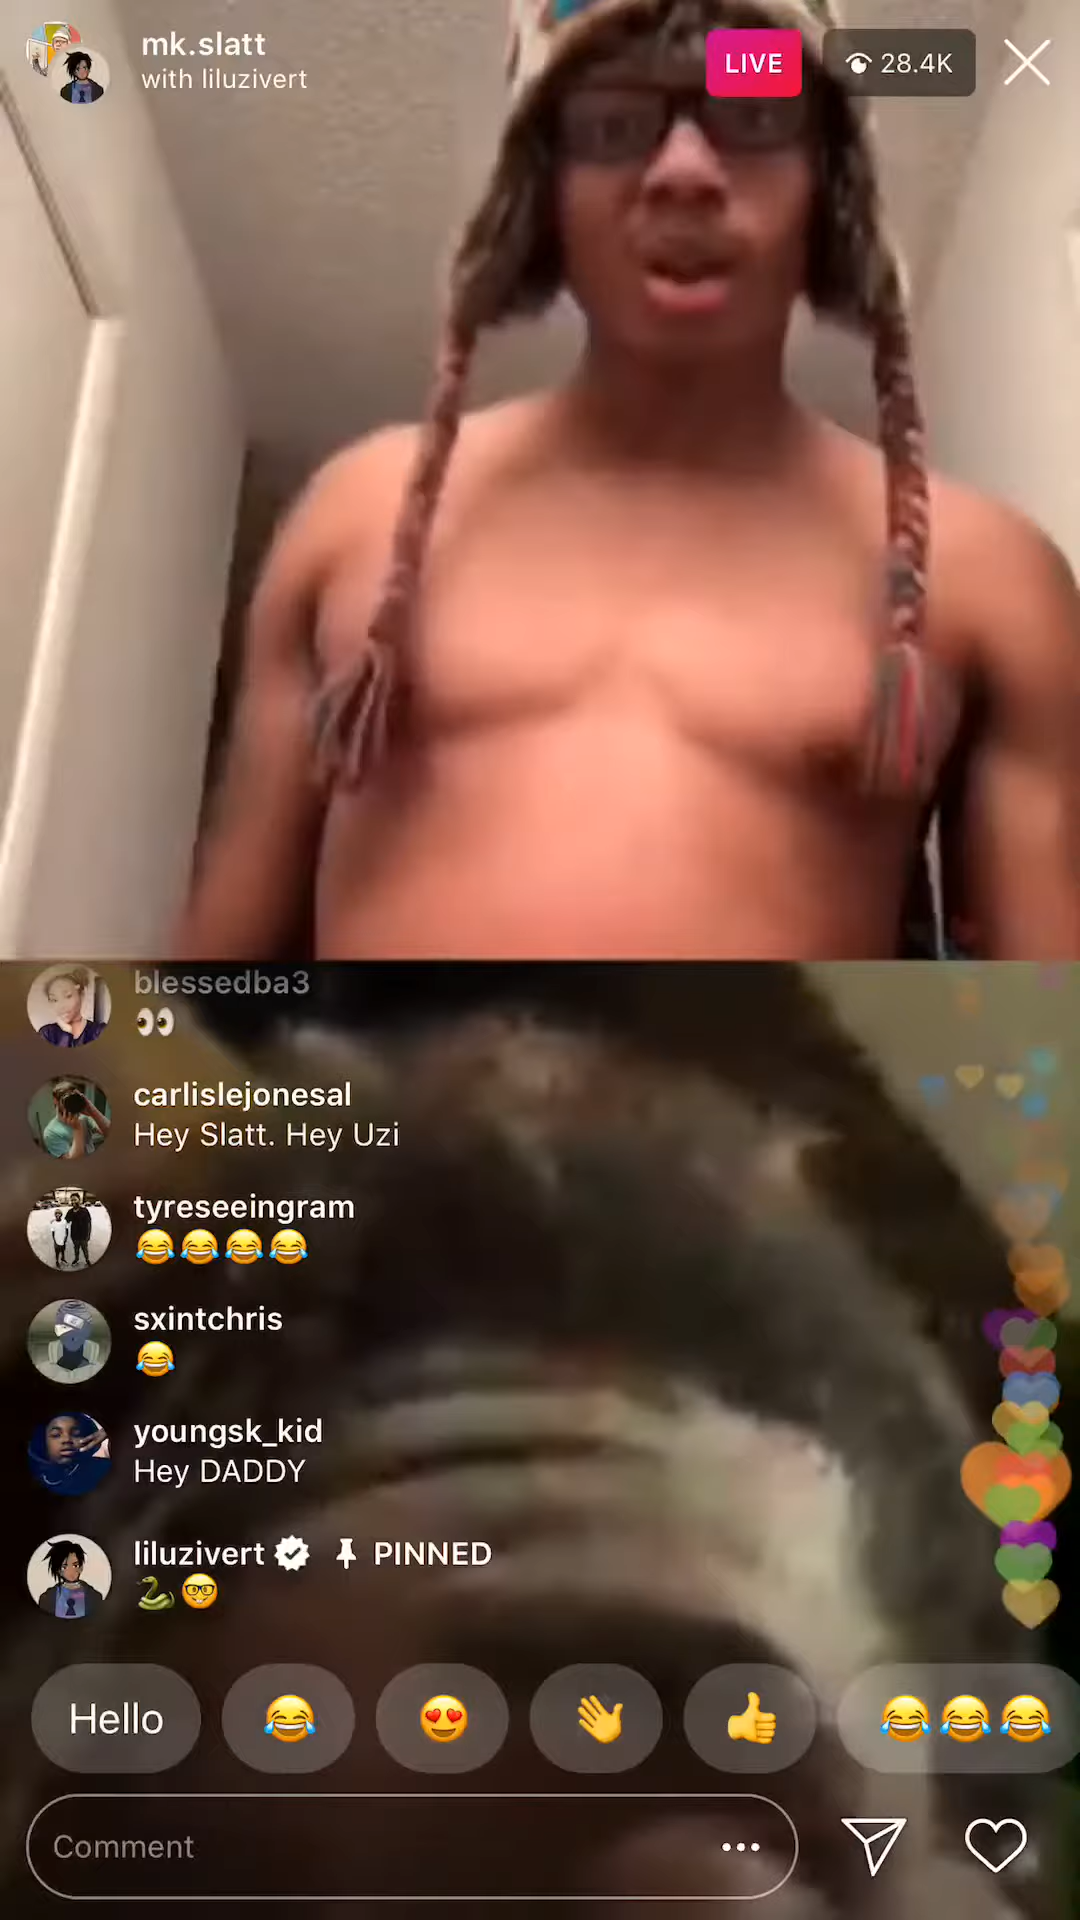 mk.slatt
with liluzivert
LIVE
28.4K
blessedba3
👀
carlislejonesal
Hey Slatt. Hey Uzi
tyreseeingram
😂😂😂😂
sxintchris
😂
youngsk_kid
Hey DADDY
liluzivert PINNED
🐍🤓
Hello 😂 😍 👋 👍 😂😂😂
Comment